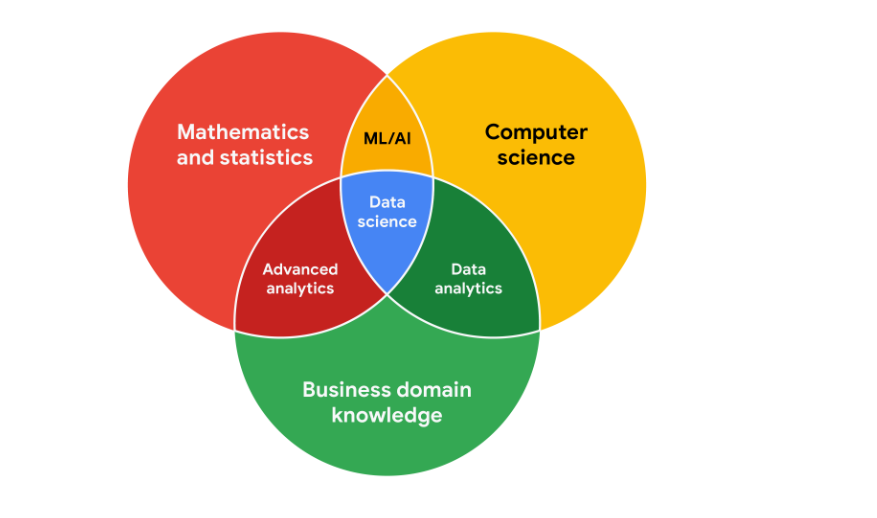 Mathematics
and statistics
ML/AI
Computer
science
Data
science
Advanced
analytics
Data
analytics
Business domain
knowledge